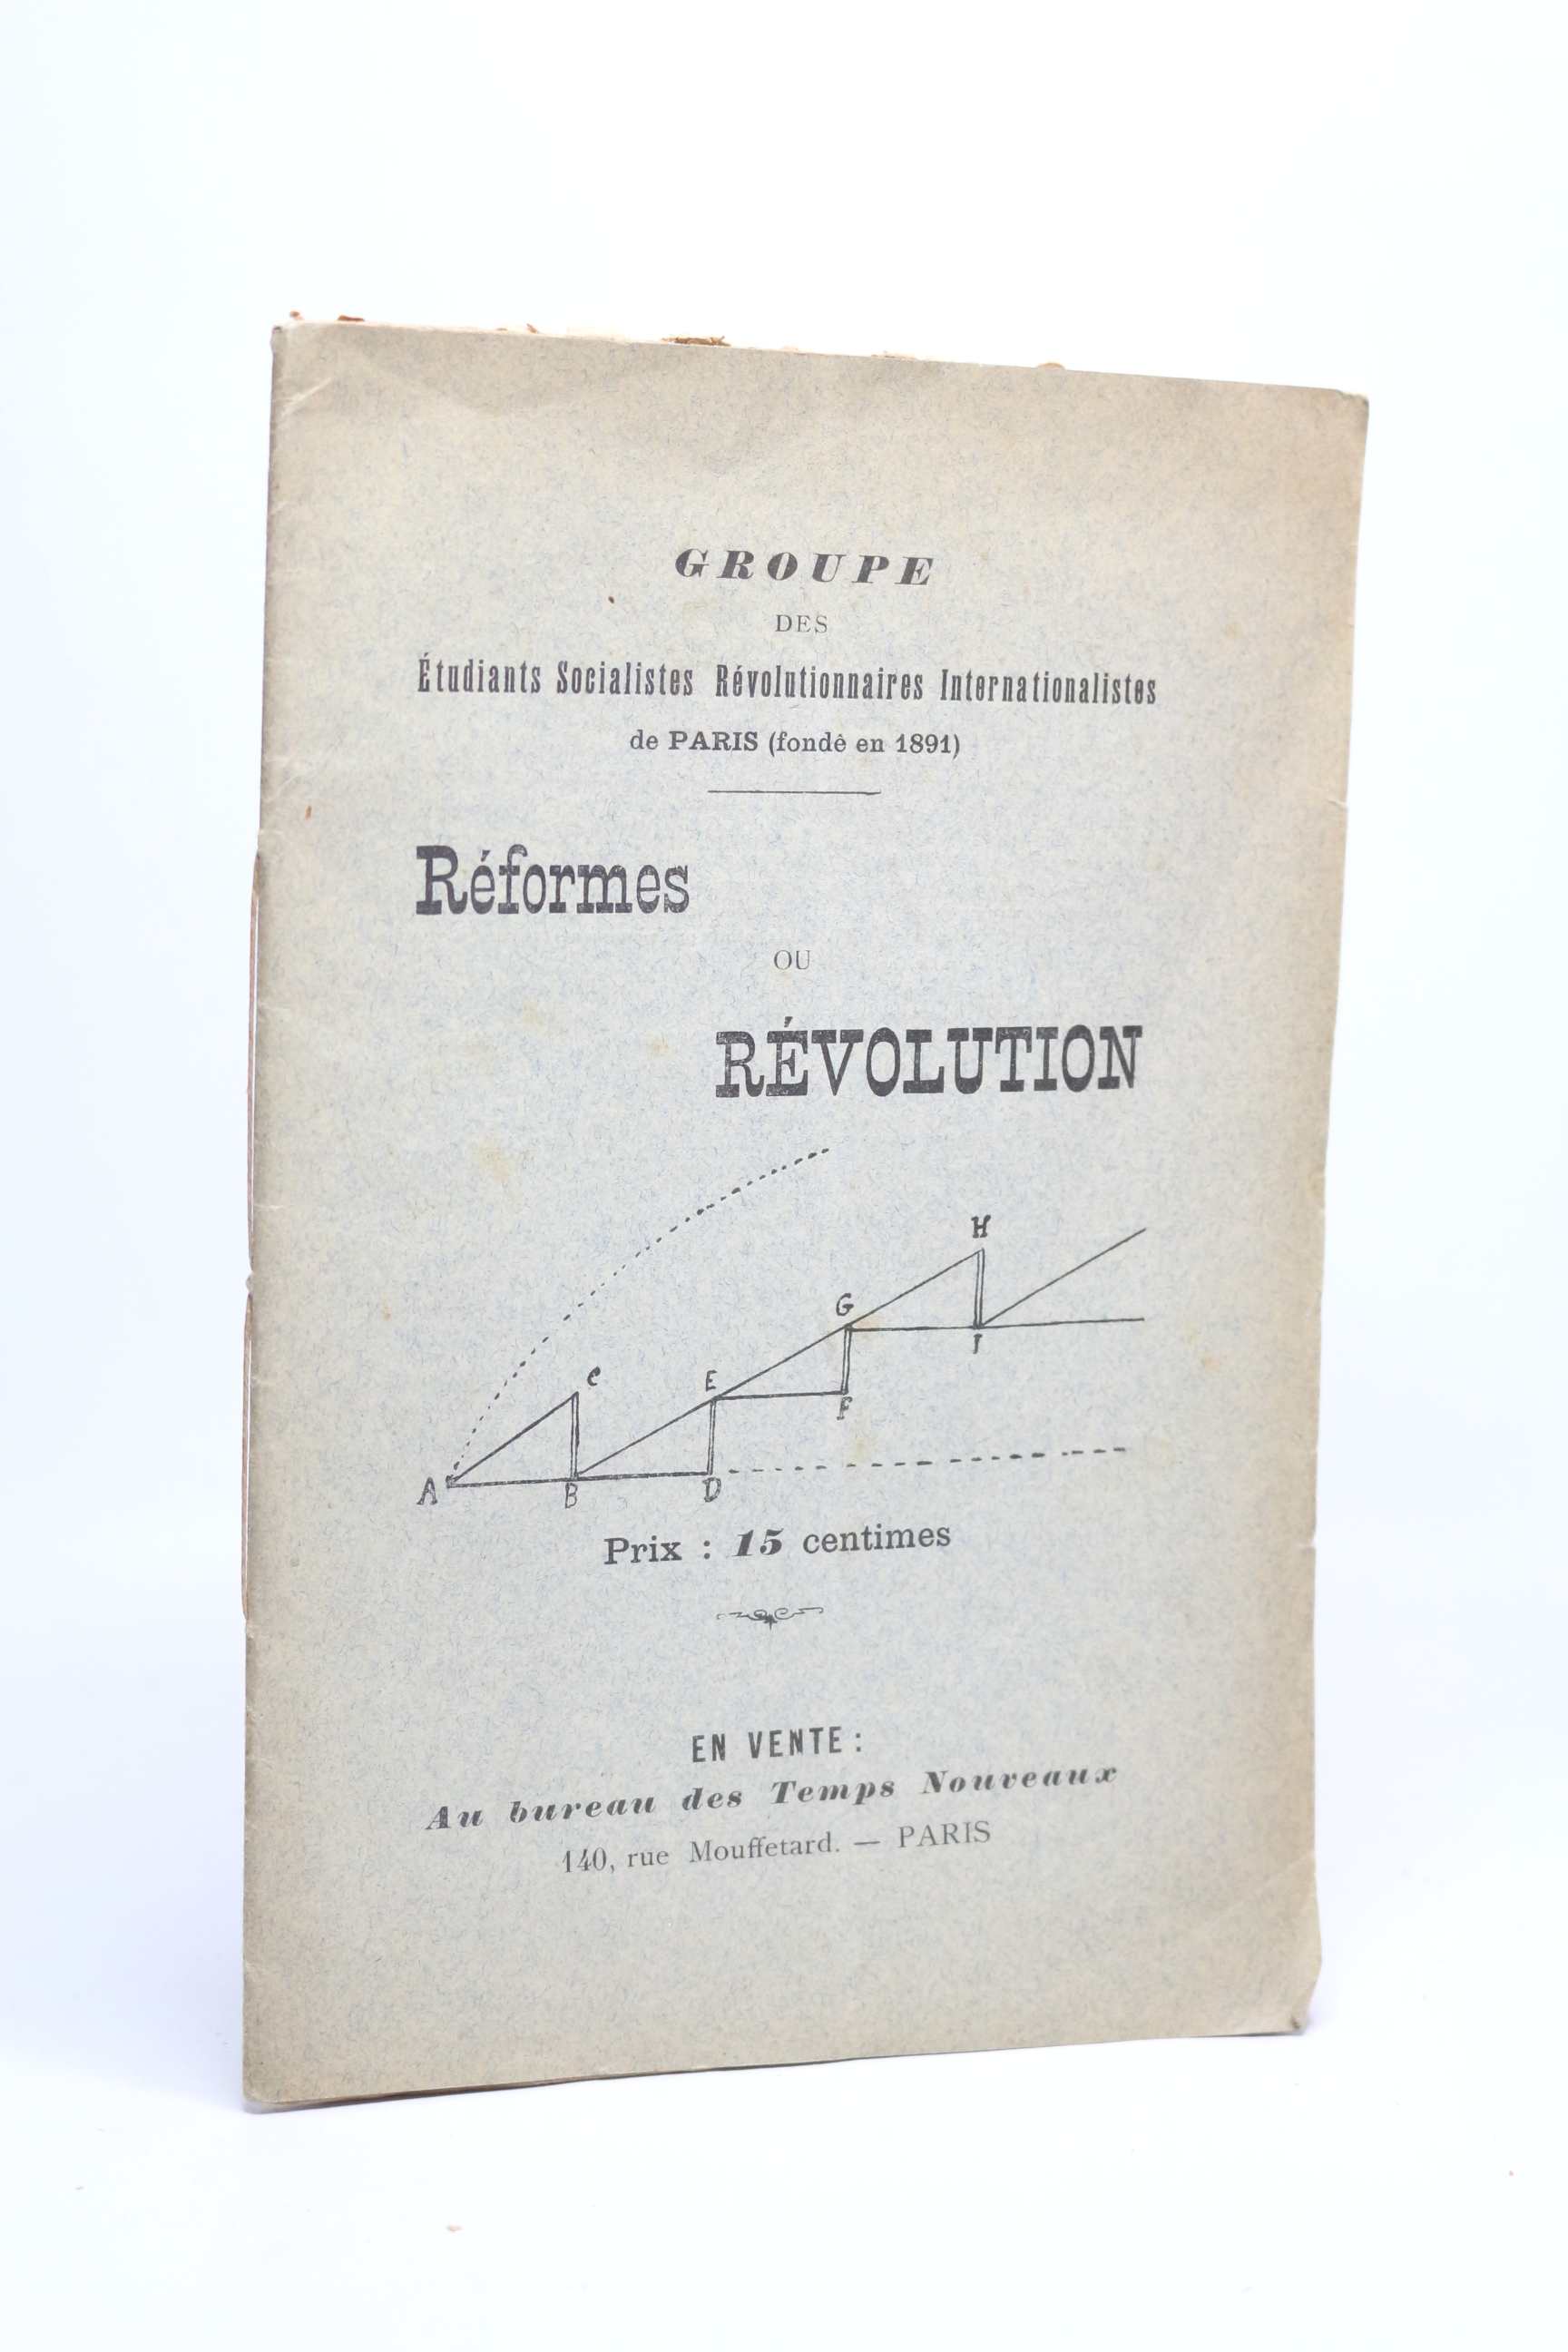 GROUPE
DES
Étudiants Socialistes Révolutionnaires Internationalistes
de PARIS (fondè en 1891)
Réformes
OU
RÉVOLUTION
H
G
I
C
E
F
A
B
D
Prix : 15 centimes
EN VENTE :
Au bureau des Temps Nouveaux
140, rue Mouffetard. — PARIS